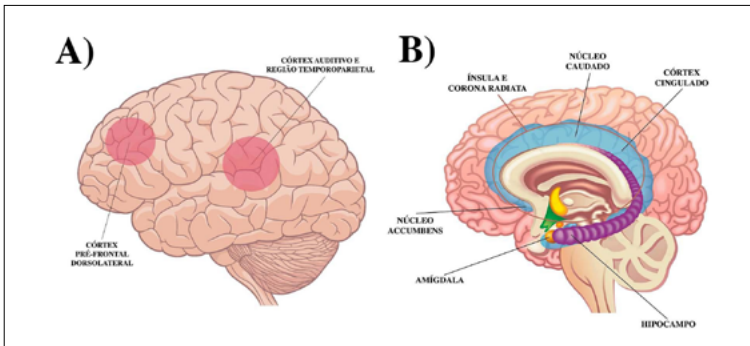 A)
CÓRTEX AUDITIVO E
REGIÃO TEMPOROPARIETAL
CÓRTEX
PRÉ-FRONTAL
DORSOLATERAL
B)
NÚCLEO
CAUDADO
ÍNSULA E
CORONA RADIATA
CÓRTEX
CINGULADO
NÚCLEO
ACCUMBENS
AMÍGDALA
HIPOCAMPO